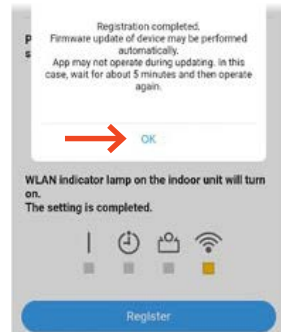 Registration completed.
Firmware update of device may be performed
automatically.
App may not operate during updating. In this
case, wait for about 5 minutes and then operate
again.
P
s
OK
WLAN indicator lamp on the indoor unit will turn
on.
The setting is completed.
Register